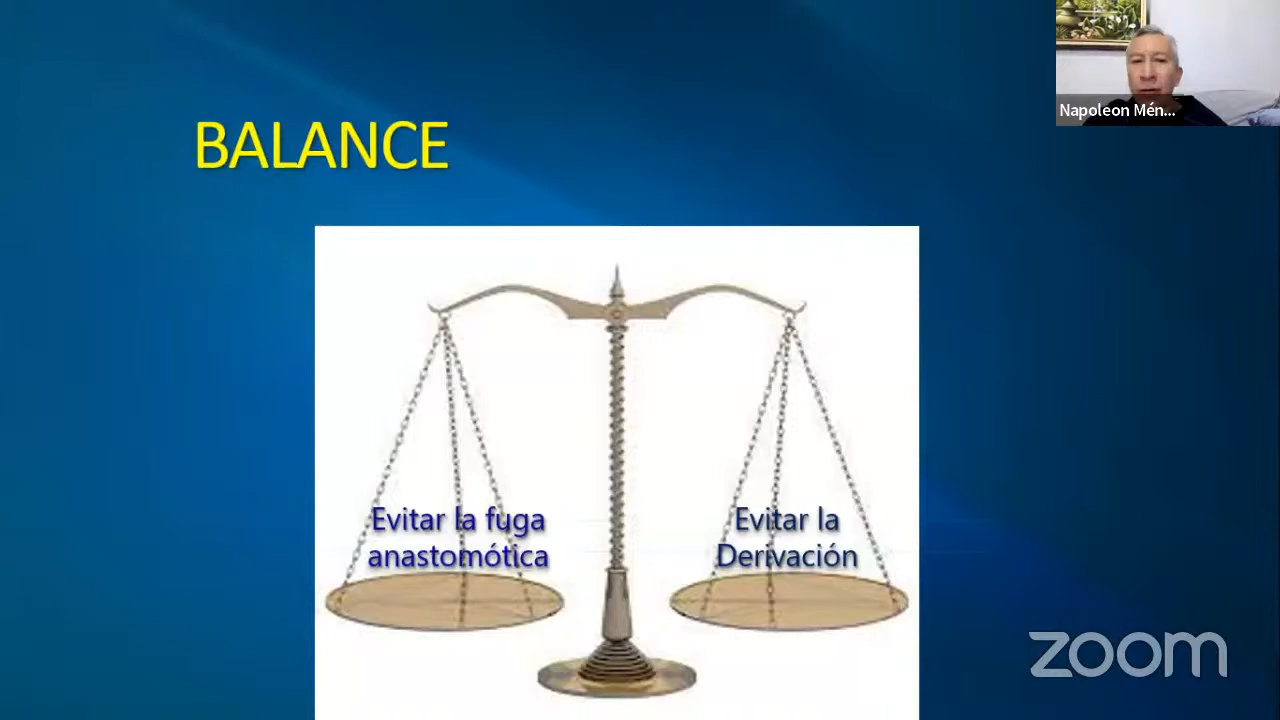 Napoleon Mén...
BALANCE
Evitar la fuga
anastomótica
Evitar la
Derivación
zoom